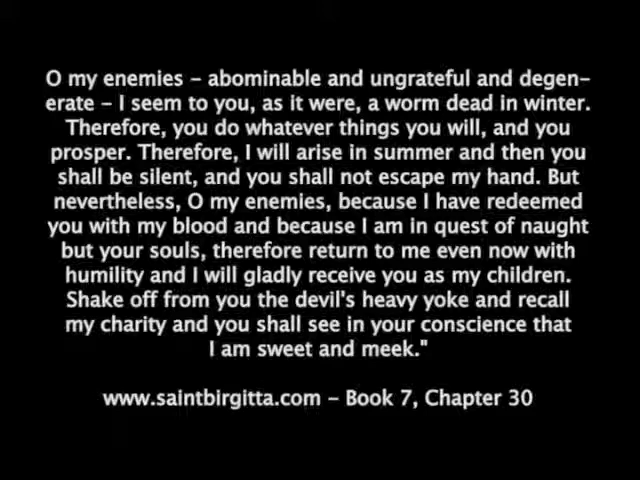 O my enemies – abominable and ungrateful and degen-
erate – I seem to you, as it were, a worm dead in winter.
Therefore, you do whatever things you will, and you
prosper. Therefore, I will arise in summer and then you
shall be silent, and you shall not escape my hand. But
nevertheless, O my enemies, because I have redeemed
you with my blood and because I am in quest of naught
but your souls, therefore return to me even now with
humility and I will gladly receive you as my children.
Shake off from you the devil's heavy yoke and recall
my charity and you shall see in your conscience that
I am sweet and meek."
www.saintbirgitta.com – Book 7, Chapter 30